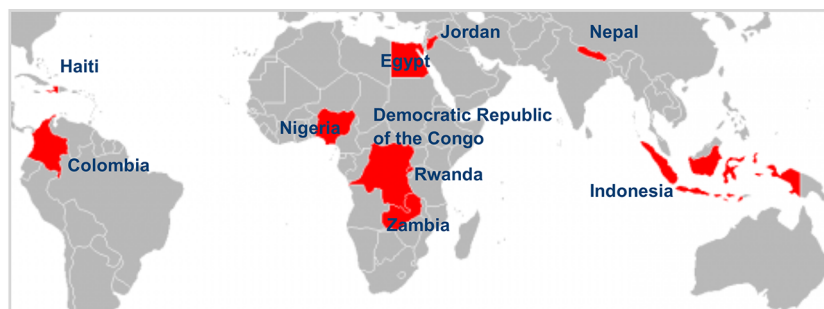 Jordan
Nepal
Haiti
Egypt
Democratic Republic
of the Congo
Nigeria
Colombia
Rwanda
Indonesia
Zambia